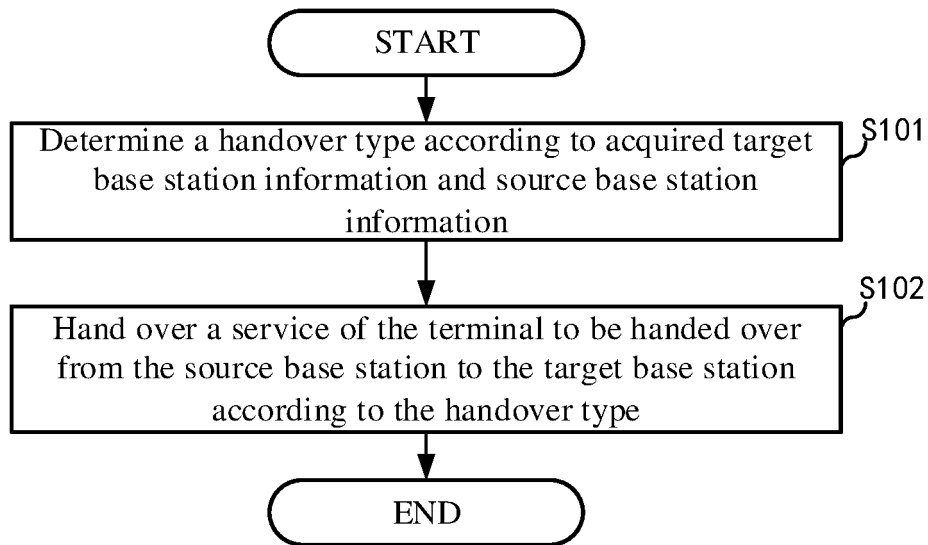 START
Determine a handover type according to acquired target
base station information and source base station
information
S101
Hand over a service of the terminal to be handed over
from the source base station to the target base station
according to the handover type
S102
END